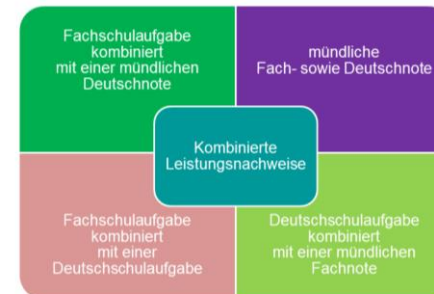 Fachschulaufgabe
kombiniert
mit einer mündlichen
Deutschnote
mündliche
Fach- sowie Deutschnote
Kombinierte
Leistungsnachweise
Fachschulaufgabe
kombiniert
mit einer
Deutschschulaufgabe
Deutschschulaufgabe
kombiniert
mit einer mündlichen
Fachnote